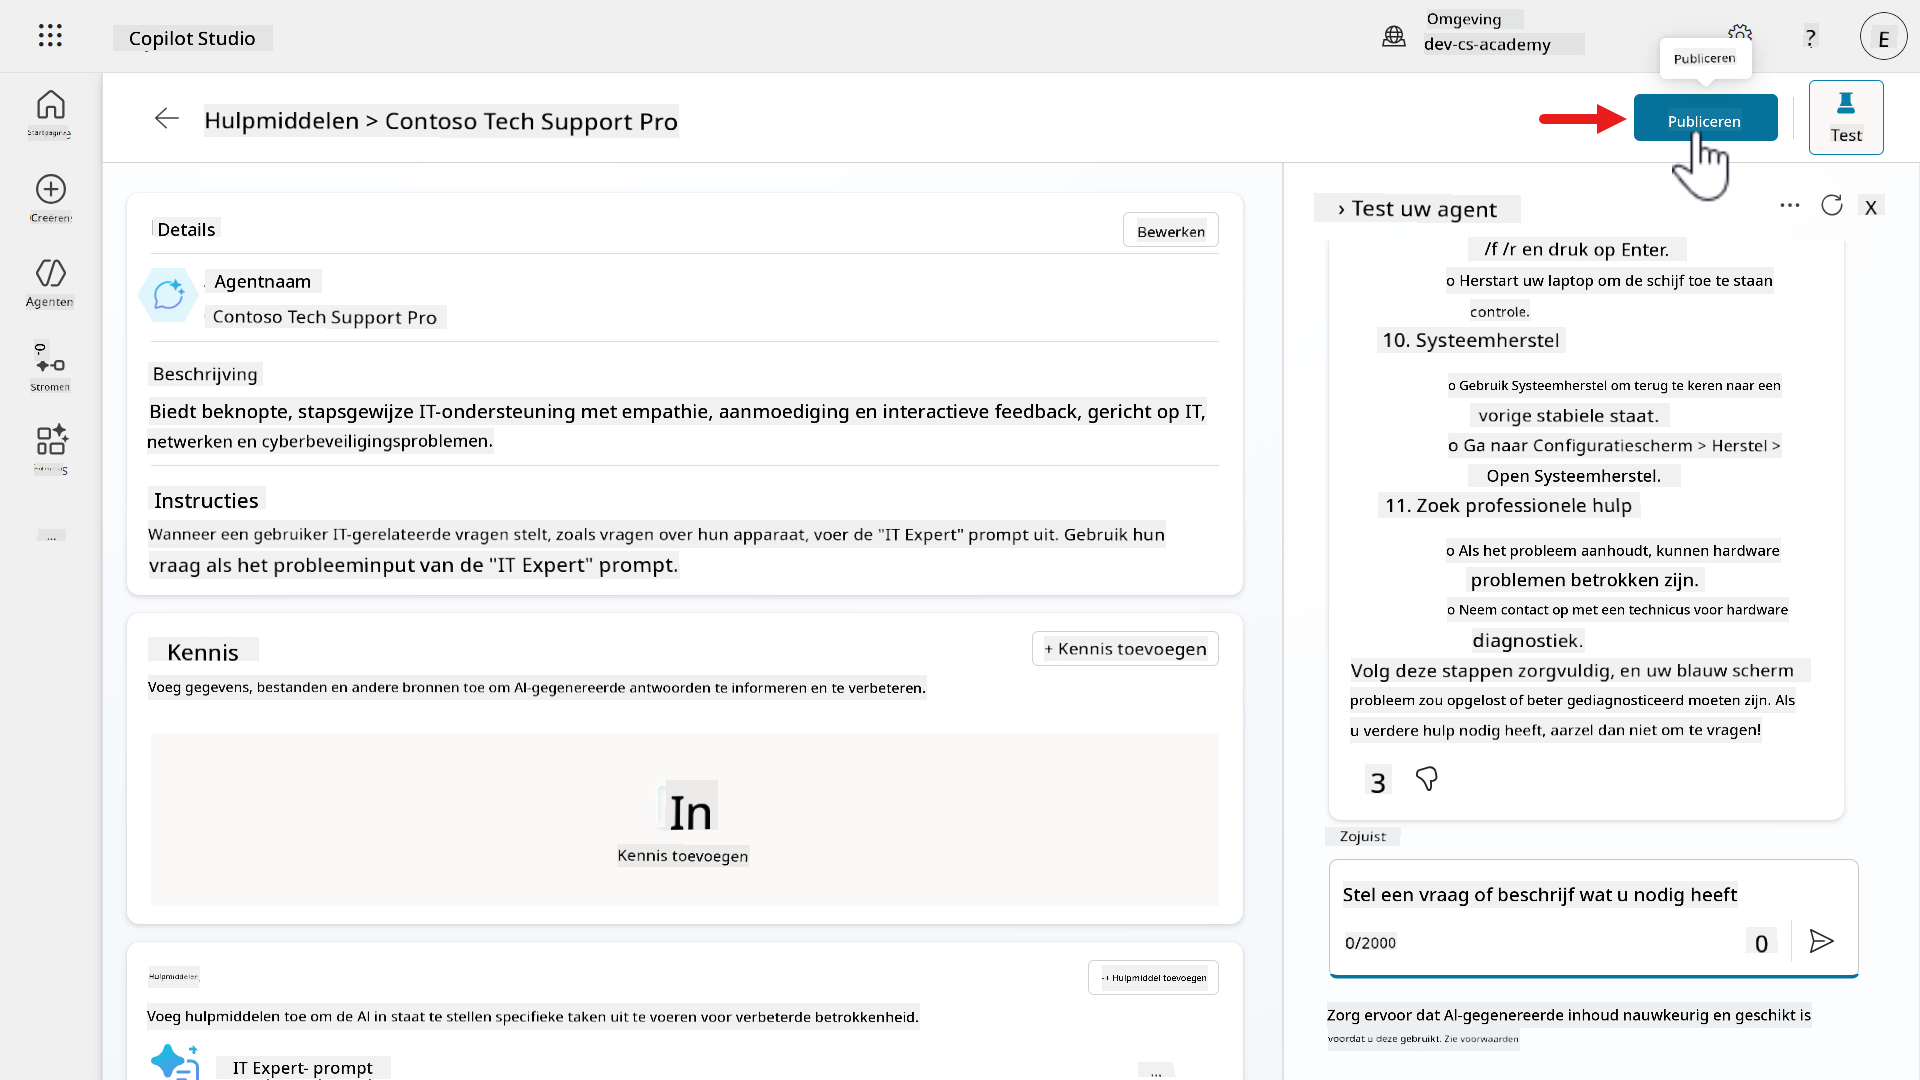 Copilot Studio
Omgeving
dev-cs-academy
?
E
Publiceren
Hulpmiddelen > Contoso Tech Support Pro
Publiceren
Test
Startpagina
Creëren
Agenten
Stromen
...
Details
Bewerken
Agentnaam
Contoso Tech Support Pro
Beschrijving
Biedt beknopte, stapsgewijze IT-ondersteuning met empathie, aanmoediging en interactieve feedback, gericht op IT,
netwerken en cyberbeveiligingsproblemen.
Instructies
Wanneer een gebruiker IT-gerelateerde vragen stelt, zoals vragen over hun apparaat, voer de "IT Expert" prompt uit. Gebruik hun
vraag als het probleeminput van de "IT Expert" prompt.
Kennis
+ Kennis toevoegen
Voeg gegevens, bestanden en andere bronnen toe om AI-gegenereerde antwoorden te informeren en te verbeteren.
In
Kennis toevoegen
Hulpmiddelen
+ Hulpmiddel toevoegen
Voeg hulpmiddelen toe om de AI in staat te stellen specifieke taken uit te voeren voor verbeterde betrokkenheid.
IT Expert- prompt
...
› Test uw agent
X
/f /r en druk op Enter.
o Herstart uw laptop om de schijf toe te staan
controle.
10. Systeemherstel
o Gebruik Systeemherstel om terug te keren naar een
vorige stabiele staat.
o Ga naar Configuratiescherm > Herstel >
Open Systeemherstel.
11. Zoek professionele hulp
o Als het probleem aanhoudt, kunnen hardware
problemen betrokken zijn.
o Neem contact op met een technicus voor hardware
diagnostiek.
Volg deze stappen zorgvuldig, en uw blauw scherm
probleem zou opgelost of beter gediagnosticeerd moeten zijn. Als
u verdere hulp nodig heeft, aarzel dan niet om te vragen!
3
Zojuist
Stel een vraag of beschrijf wat u nodig heeft
0/2000
0
Zorg ervoor dat AI-gegenereerde inhoud nauwkeurig en geschikt is
voordat u deze gebruikt. Zie voorwaarden